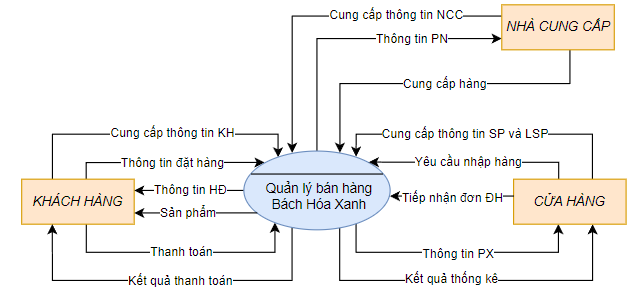 Cung cấp thông tin NCC
NHÀ CUNG CẤP
Thông tin PN
Cung cấp hàng
Cung cấp thông tin KH
Cung cấp thông tin SP và LSP
Thông tin đặt hàng
Yêu cầu nhập hàng
KHÁCH HÀNG
Thông tin HĐ
Quản lý bán hàng
Bách Hóa Xanh
Tiếp nhận đơn ĐH
CỬA HÀNG
Sản phẩm
Thanh toán
Thông tin PX
Kết quả thanh toán
Kết quả thống kê